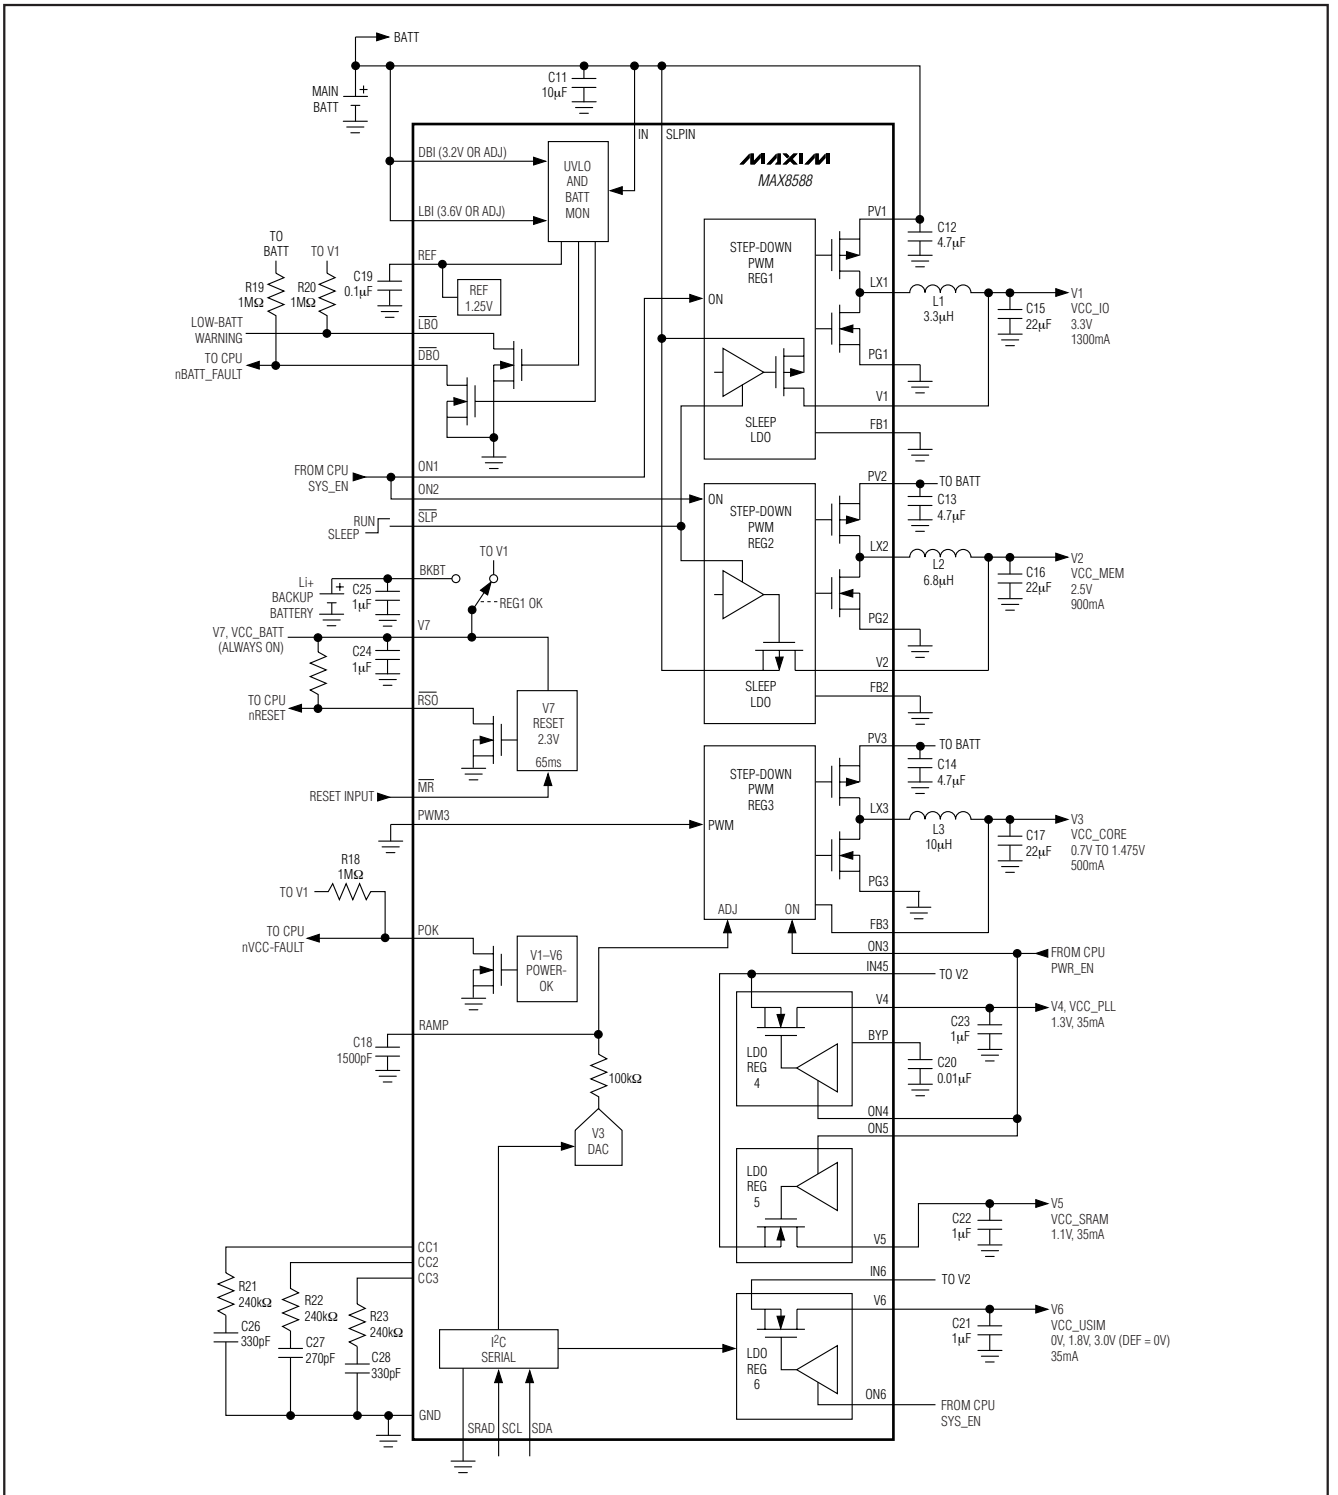 BATT
MAIN
BATT
C11
10µF
IN
SLPIN
MAXIM
MAX8588
DBI (3.2V OR ADJ)
LBI (3.6V OR ADJ)
UVLO
AND
BATT
MON
REF
REF
1.25V
TO
BATT
TO V1
R19
1MΩ
R20
1MΩ
C19
0.1µF
LOW-BATT
WARNING
LBO
TO CPU
nBATT_FAULT
DBO
STEP-DOWN
PWM
REG1
ON
SLEEP
LDO
PV1
C12
4.7µF
LX1
L1
3.3µH
C15
22µF
V1
VCC_IO
3.3V
1300mA
PG1
V1
FB1
FROM CPU
SYS_EN
ON1
ON2
RUN
SLEEP
SLP
ON
STEP-DOWN
PWM
REG2
SLEEP
LDO
PV2
TO BATT
C13
4.7µF
LX2
L2
6.8µH
C16
22µF
V2
VCC_MEM
2.5V
900mA
PG2
V2
FB2
Li+
BACKUP
BATTERY
C25
1µF
BKBT
TO V1
REG1 OK
V7
V7, VCC_BATT
(ALWAYS ON)
C24
1µF
TO CPU
nRESET
RSO
V7
RESET
2.3V
65ms
RESET INPUT
MR
PWM3
STEP-DOWN
PWM
REG3
PWM
ADJ
ON
PV3
TO BATT
C14
4.7µF
LX3
L3
10µH
C17
22µF
V3
VCC_CORE
0.7V TO 1.475V
500mA
PG3
FB3
ON3
FROM CPU
PWR_EN
R18
1MΩ
TO V1
TO CPU
nVCC-FAULT
POK
V1–V6
POWER-
OK
RAMP
C18
1500pF
100kΩ
V3
DAC
IN45
TO V2
V4
C23
1µF
V4, VCC_PLL
1.3V, 35mA
BYP
C20
0.01µF
LDO
REG
4
ON4
ON5
LDO
REG
5
V5
C22
1µF
V5
VCC_SRAM
1.1V, 35mA
IN6
TO V2
V6
C21
1µF
V6
VCC_USIM
0V, 1.8V, 3.0V (DEF = 0V)
35mA
LDO
REG
6
ON6
FROM CPU
SYS_EN
CC1
CC2
CC3
R21
240kΩ
C26
330pF
R22
240kΩ
C27
270pF
R23
240kΩ
C28
330pF
I2C
SERIAL
GND
SRAD
SCL
SDA